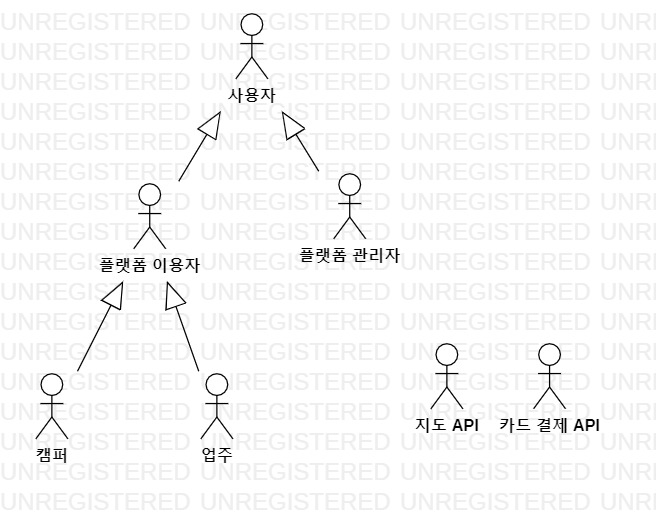 UNREGISTERED UNREGISTERED UNREGISTERED UNRE
사용자
플랫폼 이용자
플랫폼 관리자
캠퍼
업주
지도 API
카드 결제 API